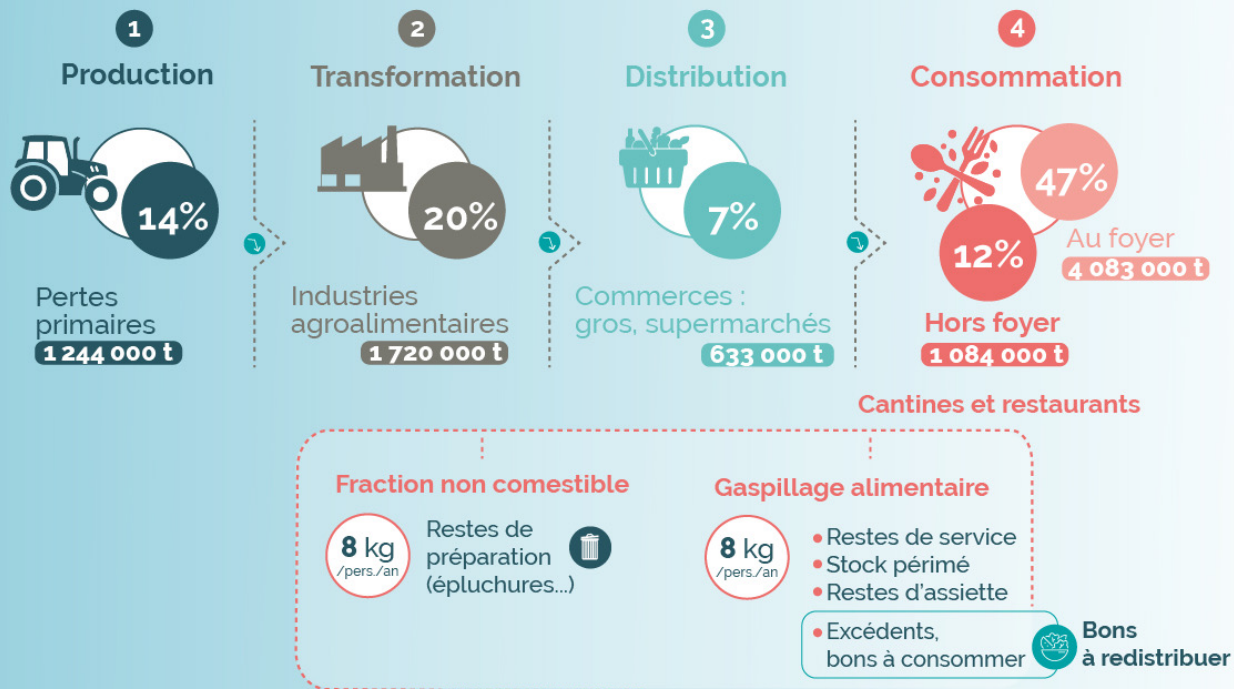 1
Production
14%
Pertes
primaires
1 244 000 t
2
Transformation
20%
Industries
agroalimentaires
1 720 000 t
3
Distribution
7%
Commerces :
gros, supermarchés
633 000 t
4
Consommation
47%
Au foyer
4 083 000 t
12%
Hors foyer
1 084 000 t
Cantines et restaurants
Fraction non comestible
8 kg
/pers./an
Restes de
préparation
(épluchures...)
Gaspillage alimentaire
8 kg
/pers./an
• Restes de service
• Stock périmé
• Restes d'assiette
• Excédents,
bons à consommer
Bons
à redistribuer